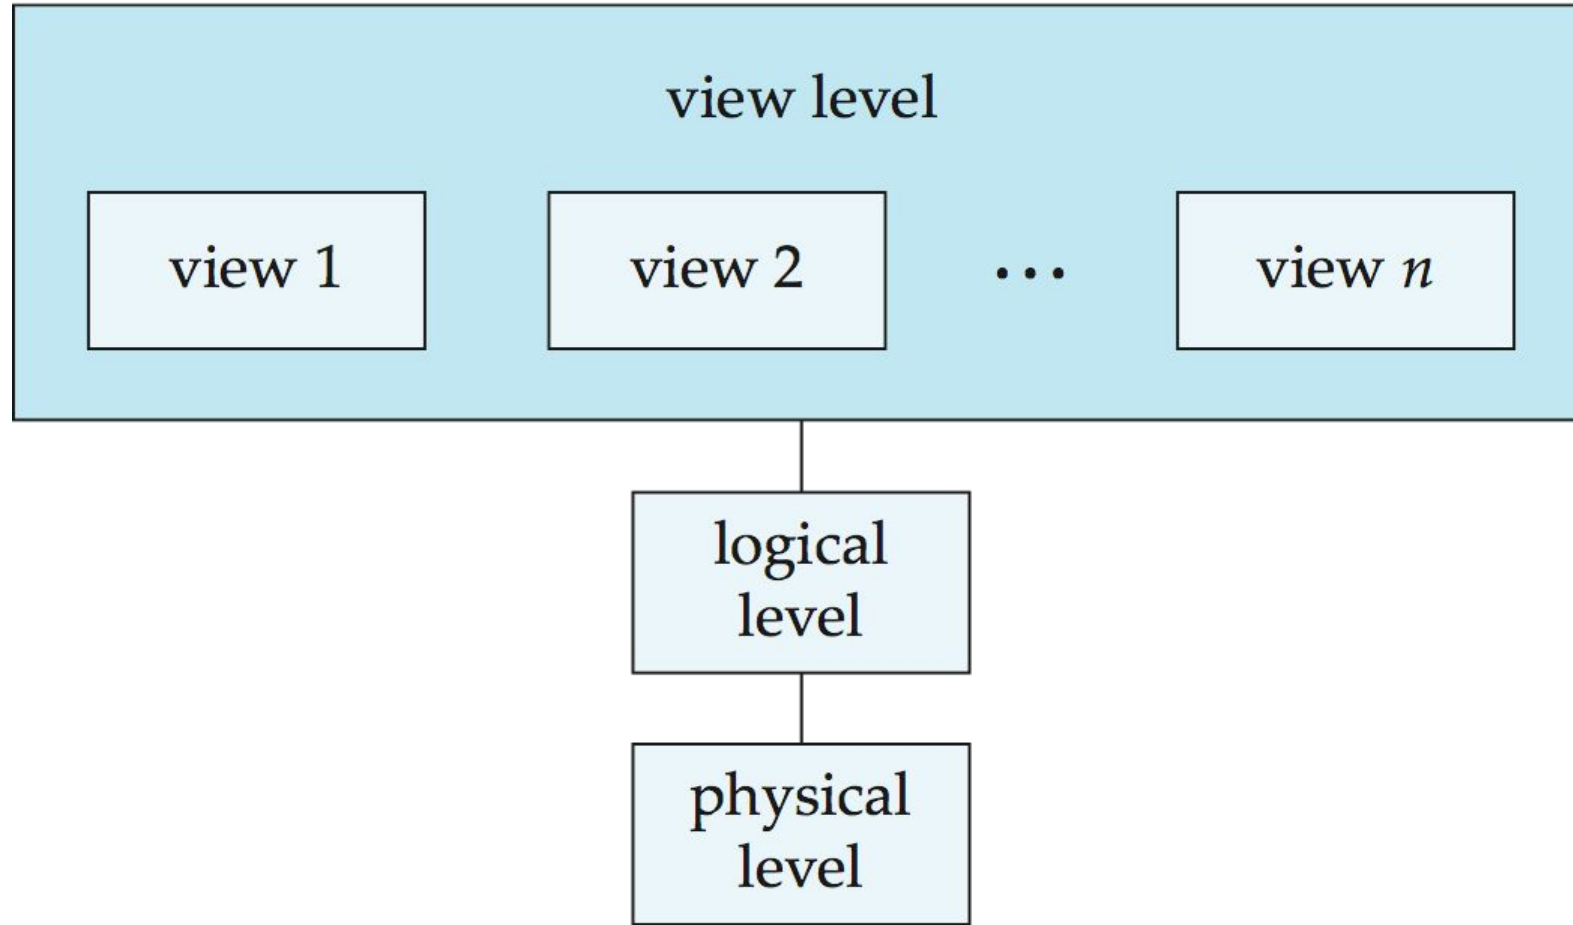 view level
view 1
view 2
...
view n
logical
level
physical
level